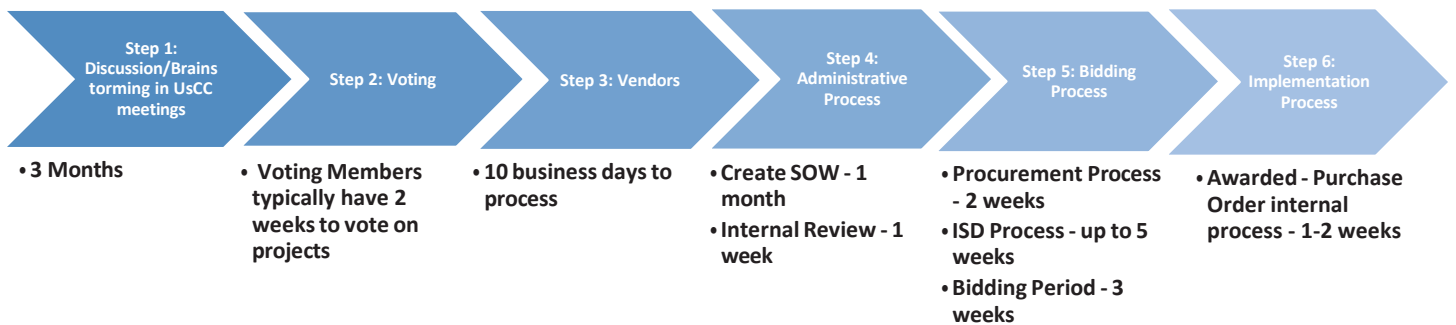 Step 1:
Discussion/Brains
torming in UsCC
meetings
• 3 Months
Step 2: Voting
• Voting Members
typically have 2
weeks to vote on
projects
Step 3: Vendors
• 10 business days to
process
Step 4:
Administrative
Process
• Create SOW - 1
month
• Internal Review - 1
week
Step 5: Bidding
Process
• Procurement Process
- 2 weeks
• ISD Process - up to 5
weeks
• Bidding Period - 3
weeks
Step 6:
Implementation
Process
• Awarded - Purchase
Order internal
process - 1-2 weeks